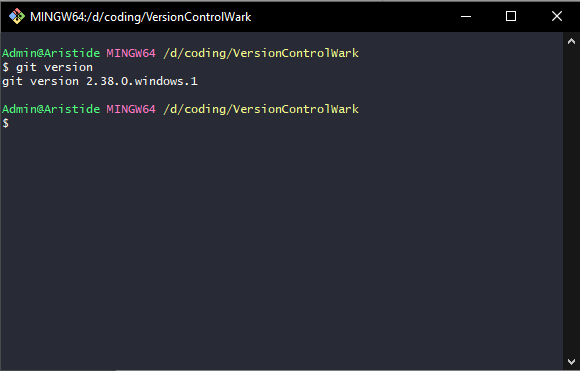 MINGW64:/d/coding/VersionControlWark
Admin@Aristide MINGW64 /d/coding/VersionControlWark
$ git version
git version 2.38.0.windows.1
Admin@Aristide MINGW64 /d/coding/VersionControlWark
$